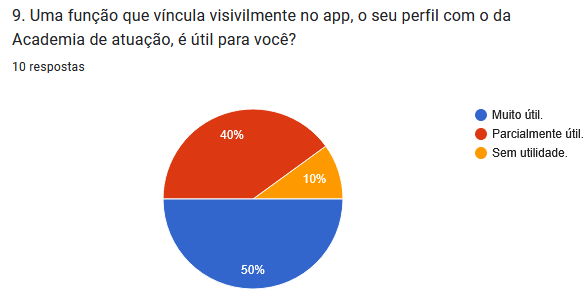 9. Uma função que víncula visivilmente no app, o seu perfil com o da
Academia de atuação, é útil para você?
10 respostas
40%
10%
50%
Muito útil.
Parcialmente útil.
Sem utilidade.